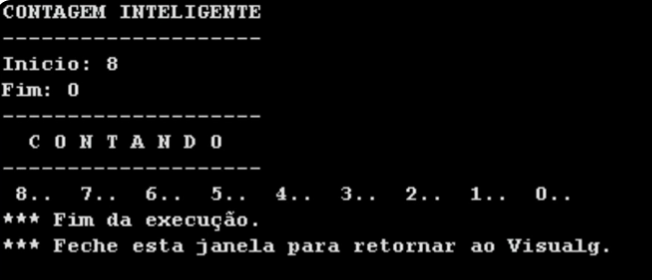 CONTAGEM INTELIGENTE
--------------------
Inicio: 8
Fim: 0
--------------------
C O N T A N D O
--------------------
8.. 7.. 6.. 5.. 4.. 3.. 2.. 1.. 0..
*** Fim da execução.
*** Feche esta janela para retornar ao Visualg.